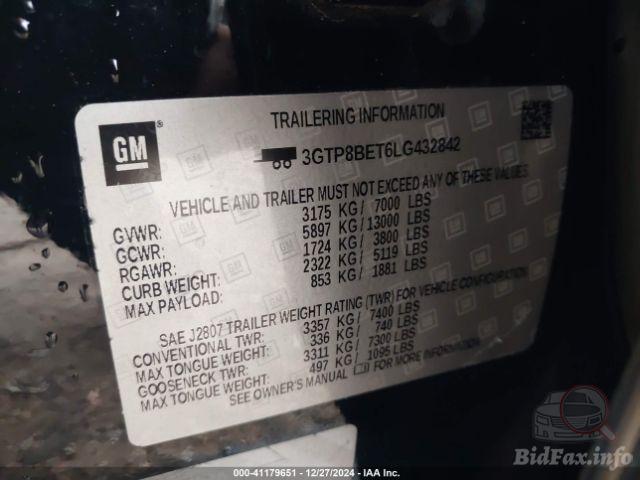 TRAILERING INFORMATION
GM
3GTP8BET6LG432842
VEHICLE AND TRAILER MUST NOT EXCEED ANY OF THESE VALUES
GVWR: 3175 KG/ 7000 LBS
GCWR: 5897 KG/ 13000 LBS
RGAWR: 1724 KG/ 3800 LBS
CURB WEIGHT: 2322 KG/ 5119 LBS
MAX PAYLOAD: 853 KG/ 1881 LBS
SAE J2807 TRAILER WEIGHT RATING (TWR) FOR VEHICLE CONFIGURATION
CONVENTIONAL TWR: 3357 KG/ 7400 LBS
MAX TONGUE WEIGHT: 336 KG/ 740 LBS
GOOSENECK TWR: 3311 KG/ 7300 LBS
MAX TONGUE WEIGHT: 497 KG/ 1095 LBS
SEE OWNER'S MANUAL FOR MORE INFORMATION
BidFax.info
000-41179651 - 12/27/2024 - IAA Inc.